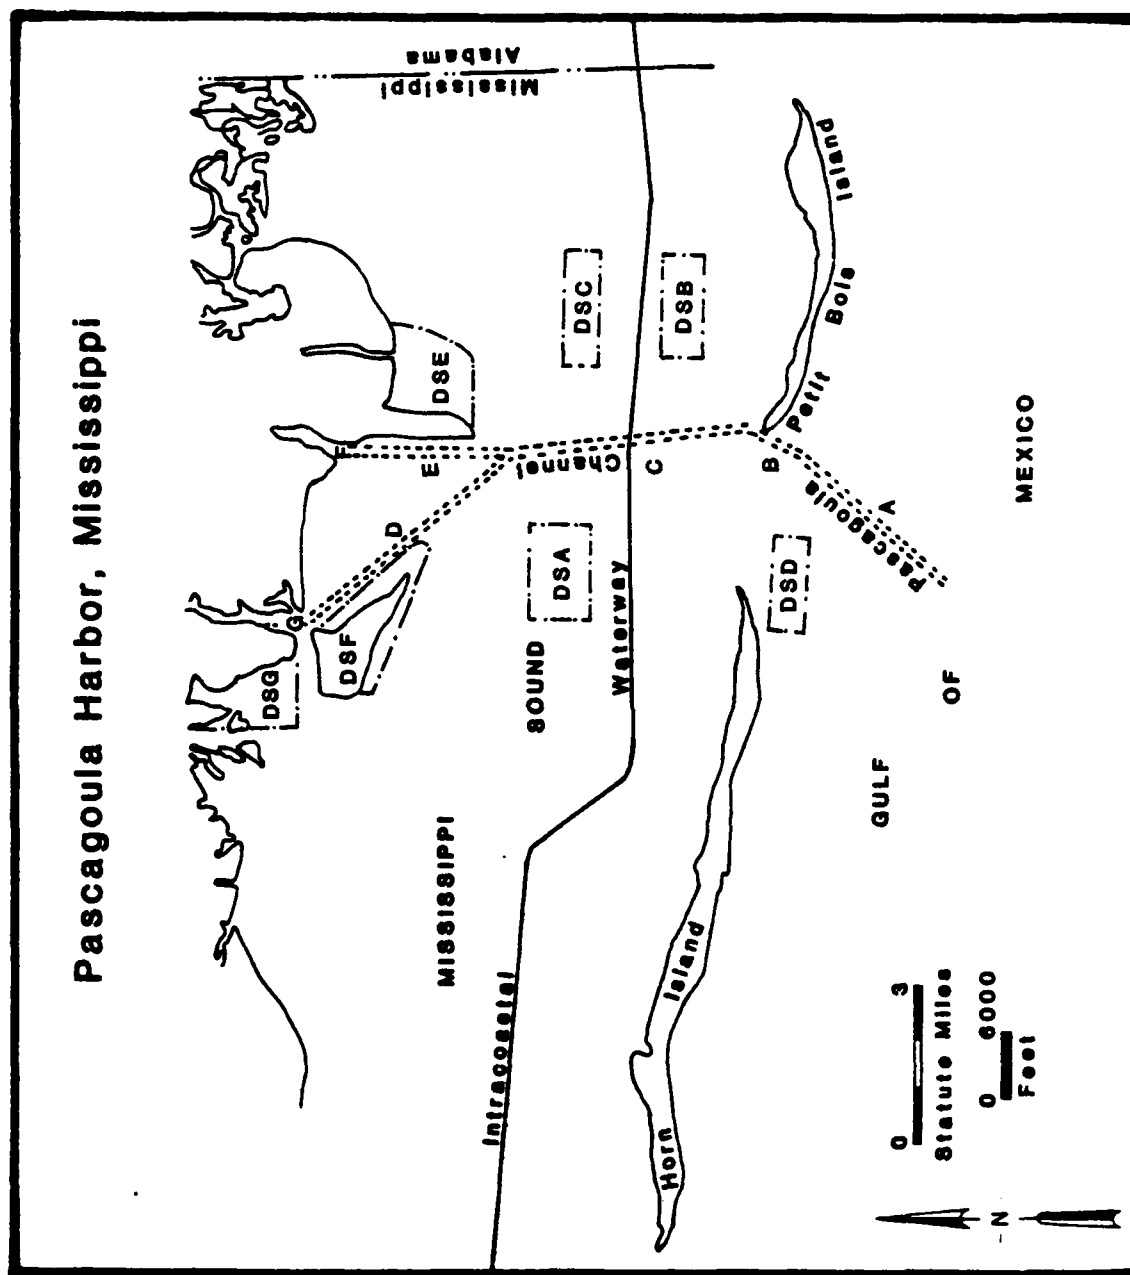 Pascagoula Harbor, Mississippi
Mississippi
Alabama
DSG
G
DSF
D
F
E
DSE
MISSISSIPPI
SOUND
DSA
Channel
DSC
Intracoastal
Waterway
C
DSB
Horn
Island
DSD
B
Petit
Bois
Island
Pascagoula
A
GULF
OF
MEXICO
0 3
Statute Miles
0 6000
Feet
N